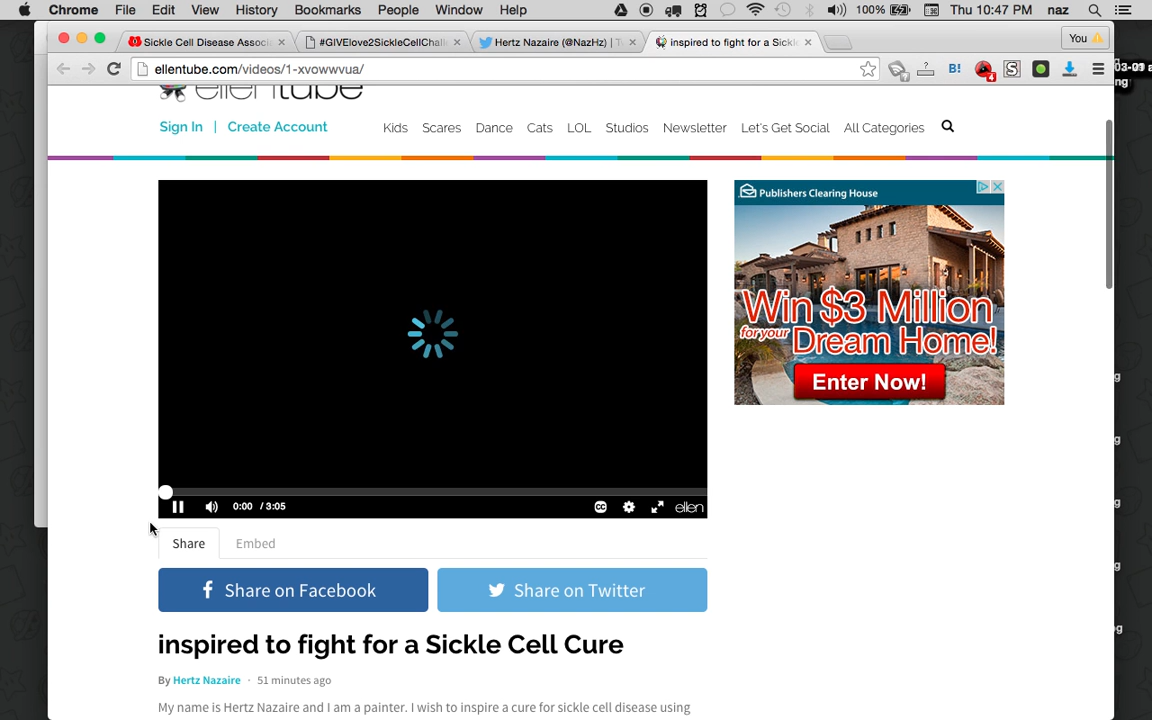 Chrome File Edit View History Bookmarks People Window Help 100% Thu 10:47 PM naz
Sickle Cell Disease Associ #GIVElove2SickleCellChall Hertz Nazaire (@NazHz) | T inspired to fight for a Sickl You
ellentube.com/videos/1-xvowwvua/ B! 4 S
ellentube
Sign In | Create Account Kids Scares Dance Cats LOL Studios Newsletter Let's Get Social All Categories
Publishers Clearing House
Win $3 Million
for your Dream Home!
Enter Now!
0:00 / 3:05 CC ellen
Share Embed
f Share on Facebook Share on Twitter
inspired to fight for a Sickle Cell Cure
By Hertz Nazaire · 51 minutes ago
My name is Hertz Nazaire and I am a painter. I wish to inspire a cure for sickle cell disease using